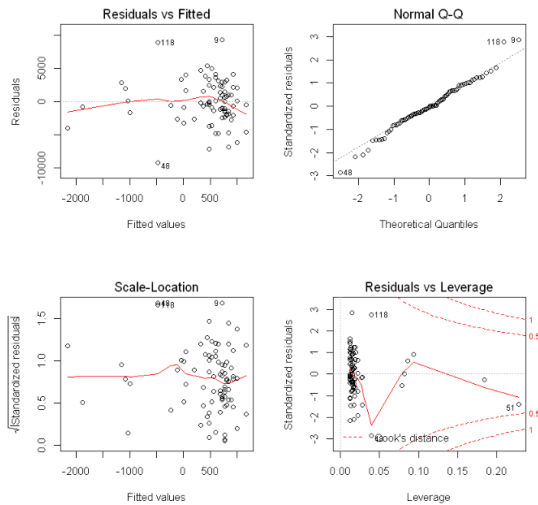 Residuals vs Fitted
Residuals
-10000 0 5000
118
9
48
-2000 -1000 0 500
Fitted values
Normal Q-Q
Standardized residuals
-3 -2 -1 0 1 2 3
118
9
48
-2 -1 0 1 2
Theoretical Quantiles
Scale-Location
√|Standardized residuals|
0.0 0.5 1.0 1.5
48
118
9
-2000 -1000 0 500
Fitted values
Residuals vs Leverage
Standardized residuals
-3 -2 -1 0 1 2 3
118
48
51
1
0.5
0.5
1
Cook's distance
0.00 0.05 0.10 0.15 0.20
Leverage